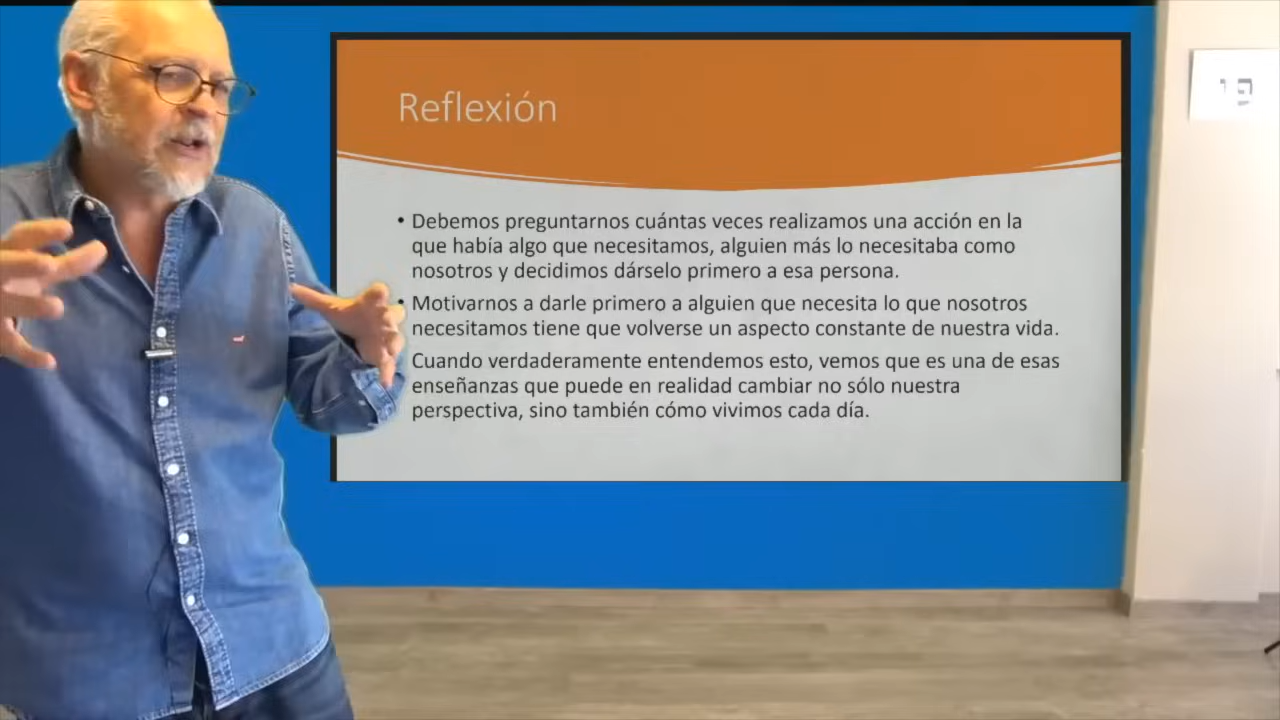 Reflexión
• Debemos preguntarnos cuántas veces realizamos una acción en la
que había algo que necesitamos, alguien más lo necesitaba como
nosotros y decidimos dárselo primero a esa persona.
• Motivarnos a darle primero a alguien que necesita lo que nosotros
necesitamos tiene que volverse un aspecto constante de nuestra vida.
Cuando verdaderamente entendemos esto, vemos que es una de esas
enseñanzas que puede en realidad cambiar no sólo nuestra
perspectiva, sino también cómo vivimos cada día.